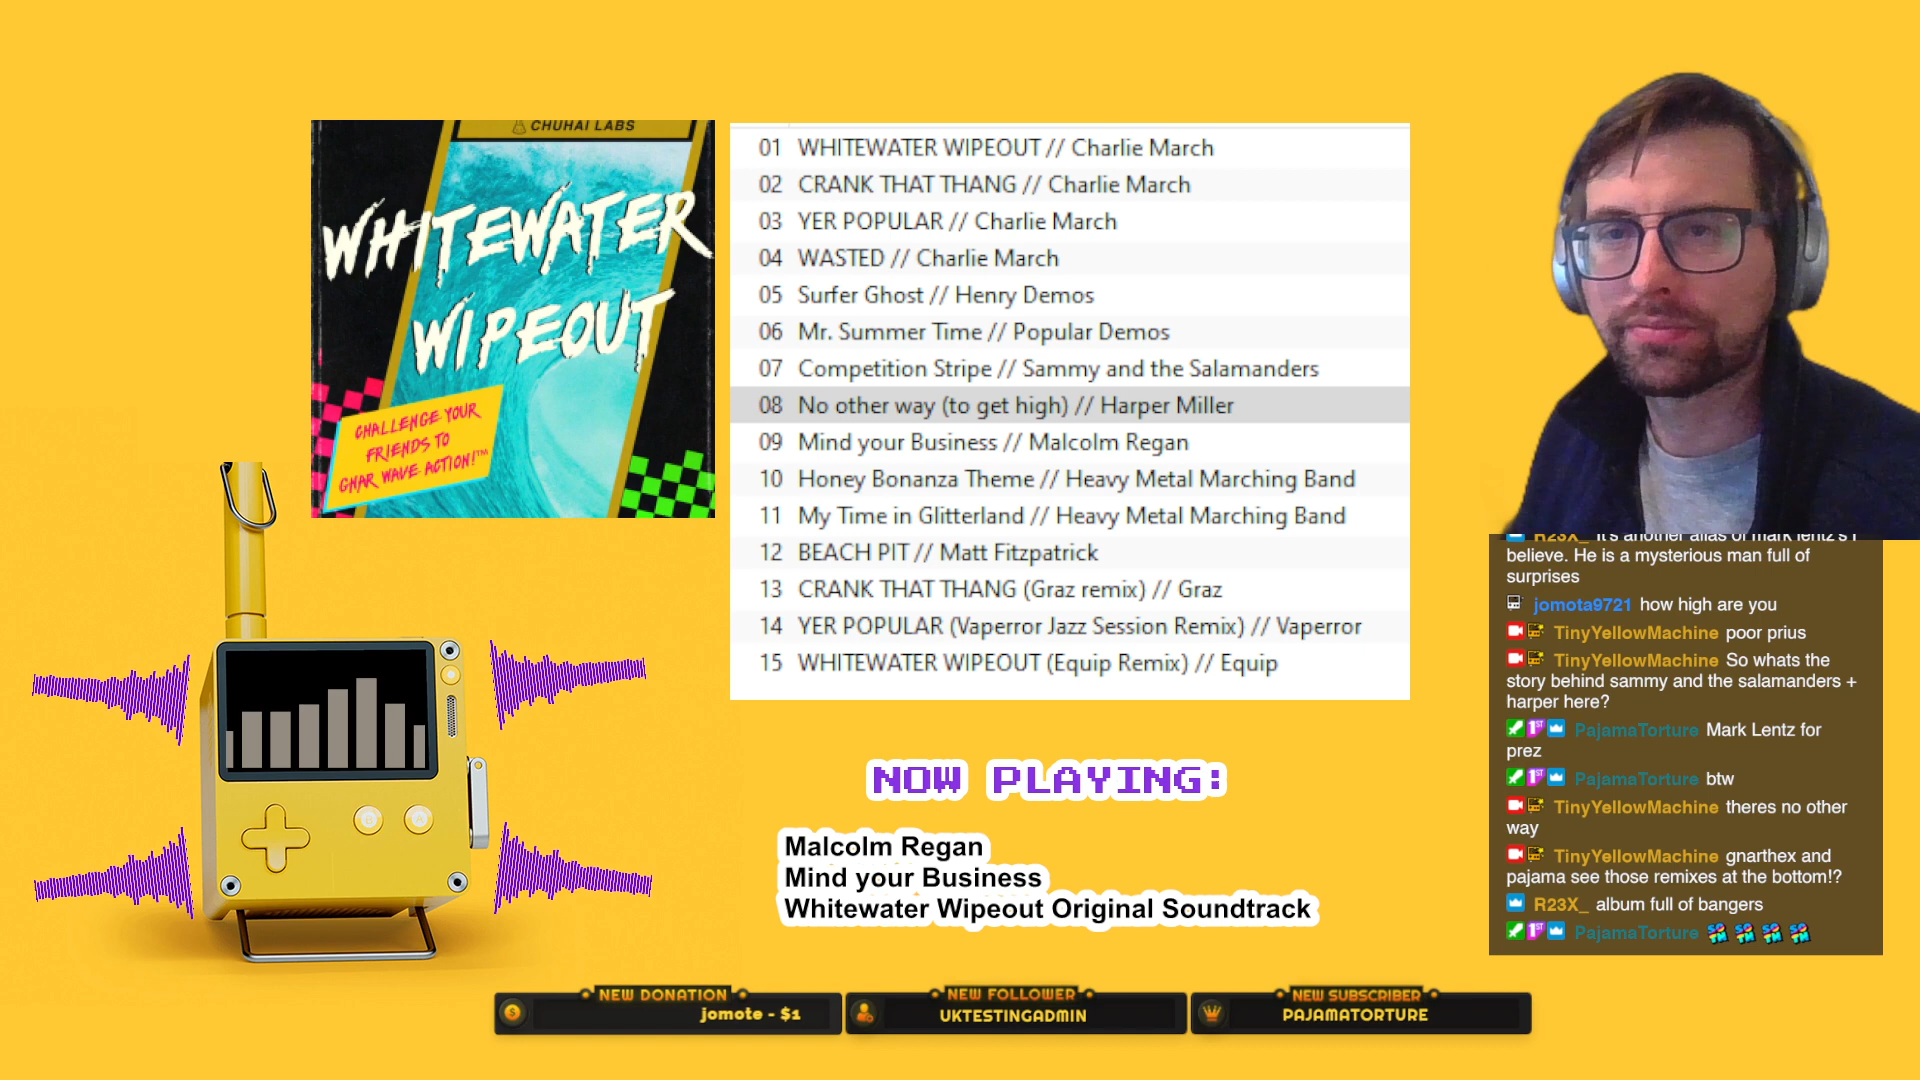 CHUHAI LABS
WHITEWATER
WIPEOUT
CHALLENGE YOUR
FRIENDS TO
GNAR WAVE ACTION!™
01 WHITEWATER WIPEOUT // Charlie March
02 CRANK THAT THANG // Charlie March
03 YER POPULAR // Charlie March
04 WASTED // Charlie March
05 Surfer Ghost // Henry Demos
06 Mr. Summer Time // Popular Demos
07 Competition Stripe // Sammy and the Salamanders
08 No other way (to get high) // Harper Miller
09 Mind your Business // Malcolm Regan
10 Honey Bonanza Theme // Heavy Metal Marching Band
11 My Time in Glitterland // Heavy Metal Marching Band
12 BEACH PIT // Matt Fitzpatrick
13 CRANK THAT THANG (Graz remix) // Graz
14 YER POPULAR (Vaperror Jazz Session Remix) // Vaperror
15 WHITEWATER WIPEOUT (Equip Remix) // Equip
B
A
NOW PLAYING:
Malcolm Regan
Mind your Business
Whitewater Wipeout Original Soundtrack
R23X_ It's another alias of mark lentz's I
believe. He is a mysterious man full of
surprises
jomota9721 how high are you
TinyYellowMachine poor prius
TinyYellowMachine So whats the
story behind sammy and the salamanders +
harper here?
PajamaTorture Mark Lentz for
prez
PajamaTorture btw
TinyYellowMachine theres no other
way
TinyYellowMachine gnarthex and
pajama see those remixes at the bottom!?
R23X_ album full of bangers
PajamaTorture
NEW DONATION
jomote - $1
NEW FOLLOWER
UKTESTINGADMIN
NEW SUBSCRIBER
PAJAMATORTURE